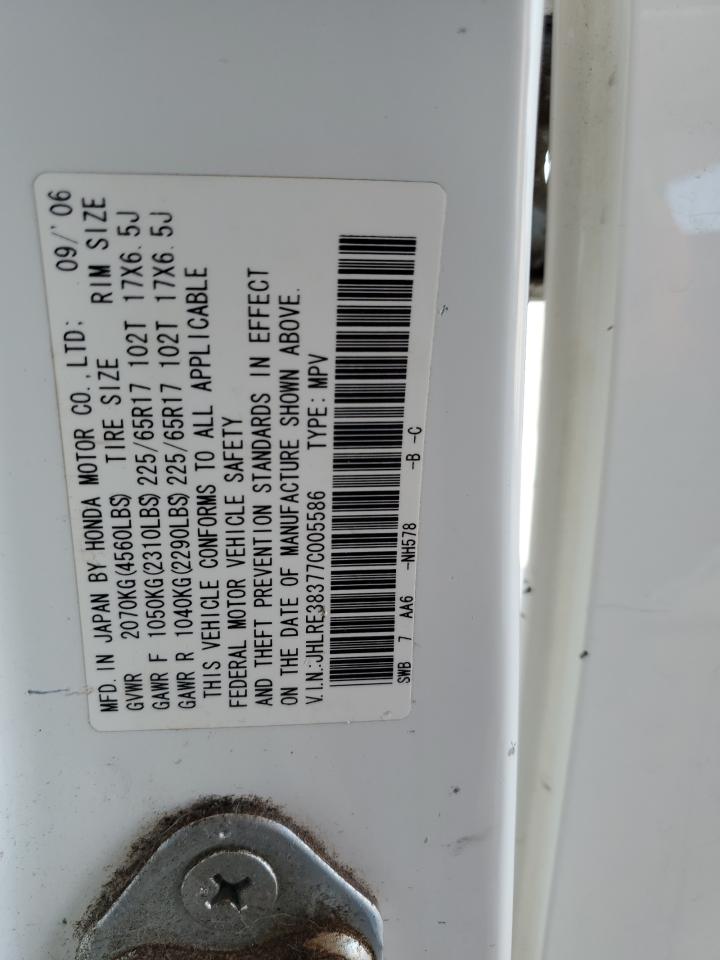 MFD. IN JAPAN BY HONDA MOTOR CO., LTD: 09/'06
GVWR 2070KG(4560LBS) TIRE SIZE RIM SIZE
GAWR F 1050KG(2310LBS) 225/65R17 102T 17X6.5J
GAWR R 1040KG(2290LBS) 225/65R17 102T 17X6.5J
THIS VEHICLE CONFORMS TO ALL APPLICABLE
FEDERAL MOTOR VEHICLE SAFETY
AND THEFT PREVENTION STANDARDS IN EFFECT
ON THE DATE OF MANUFACTURE SHOWN ABOVE.
V.I.N.:JHLRE38377C005586 TYPE: MPV
SWB 7 AA6 -NH578 -B -C